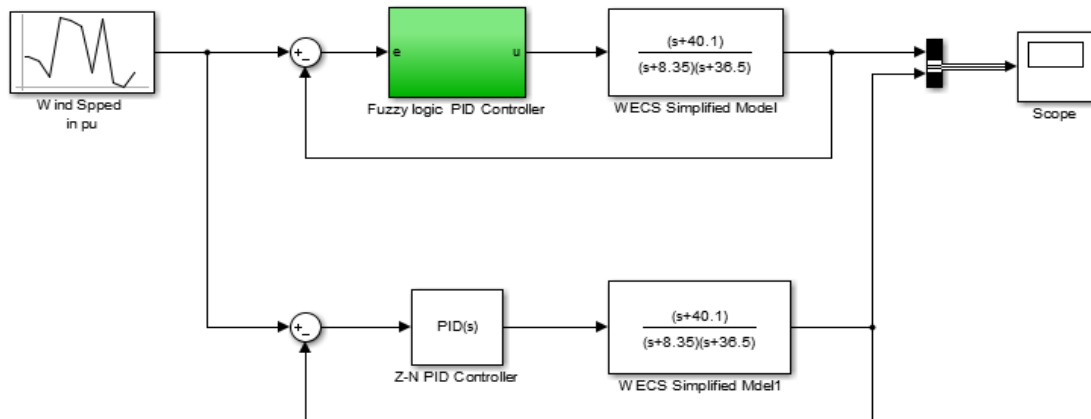 +
-
e
u
(s+40.1)
(s+8.35)(s+36.5)
Wind Spped
in pu
Fuzzy logic PID Controller
WECS Simplified Model
Scope
+
-
PID(s)
(s+40.1)
(s+8.35)(s+36.5)
Z-N PID Controller
WECS Simplified Mdel1